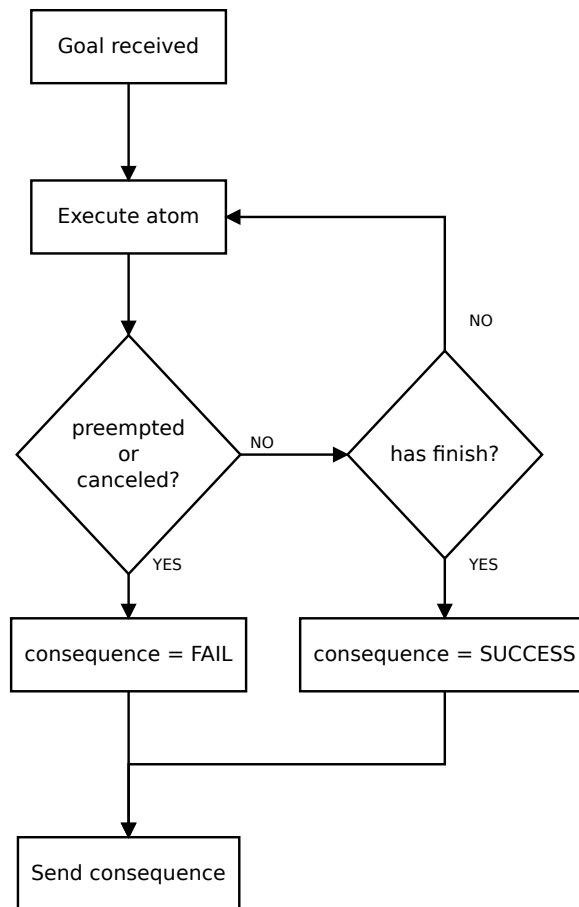 Goal received
Execute atom
NO
preempted
or
canceled?
NO
has finish?
YES
YES
consequence = FAIL
consequence = SUCCESS
Send consequence